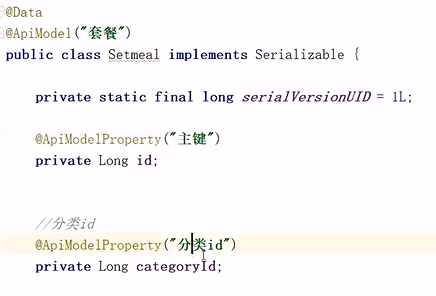 @Data
@ApiModel("套餐")
public class Setmeal implements Serializable {
private static final long serialVersionUID = 1L;
@ApiModelProperty("主键")
private Long id;
//分类id
@ApiModelProperty("分类id")
private Long categoryId;